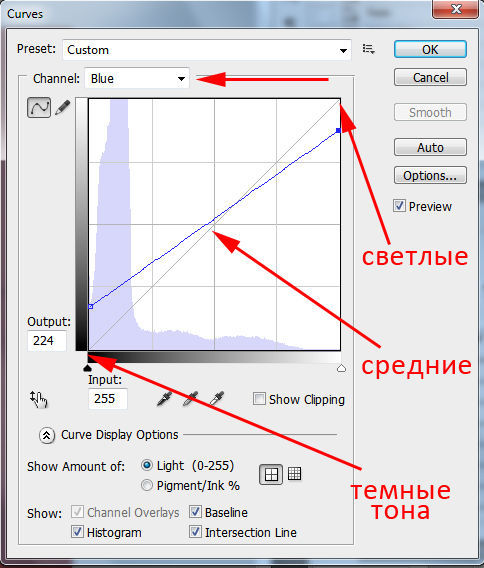 Curves
Preset: Custom
OK
Channel: Blue
Cancel
Smooth
Auto
Options...
Preview
светлые
Output:
224
средние
Input:
255
Show Clipping
Curve Display Options
Show Amount of: Light (0-255)
Pigment/Ink %
темные
тона
Show: Channel Overlays Baseline
Histogram Intersection Line